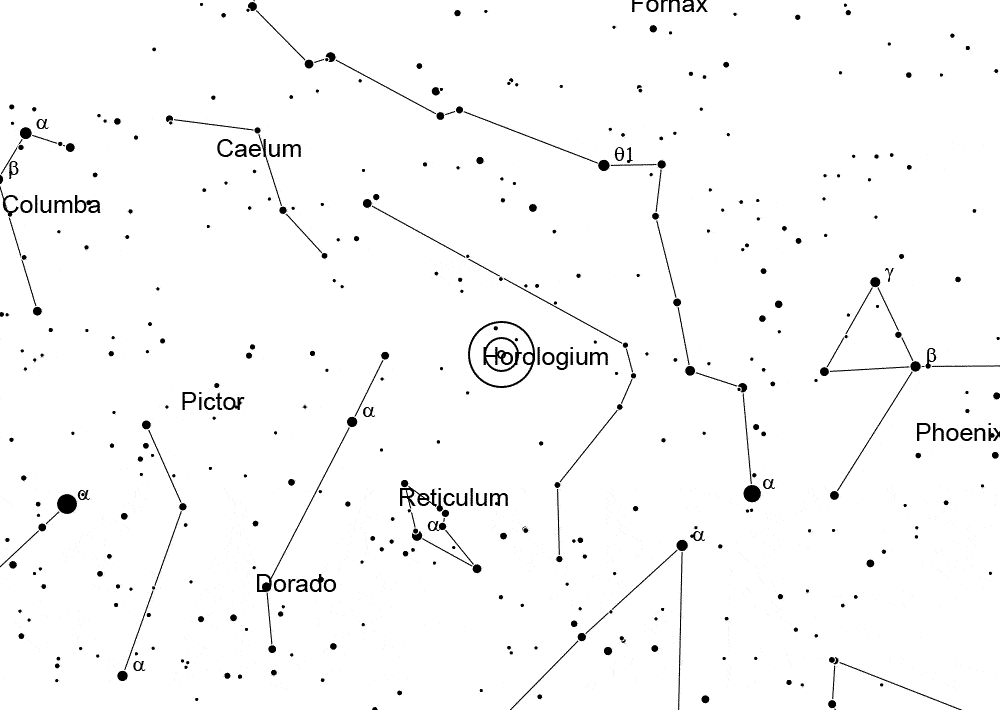 Fornax
α
Caelum
θ1
β
Columba
γ
Horologium
β
Pictor
α
Phoenix
α
Reticulum
α
α
α
Dorado
α